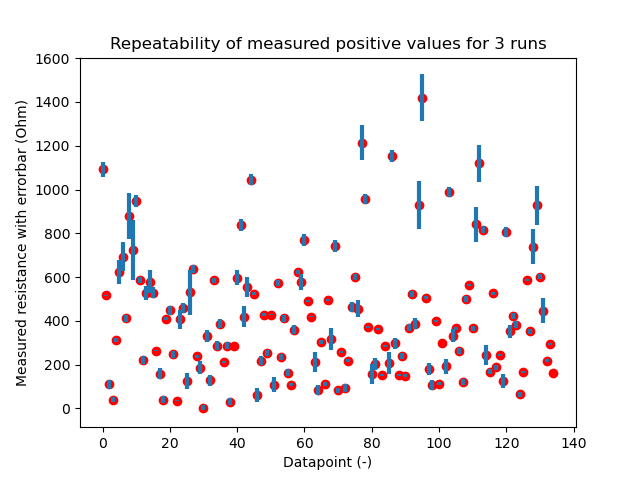 Repeatability of measured positive values for 3 runs
Measured resistance with errorbar (Ohm)
1600
1400
1200
1000
800
600
400
200
0
0 20 40 60 80 100 120 140
Datapoint (-)